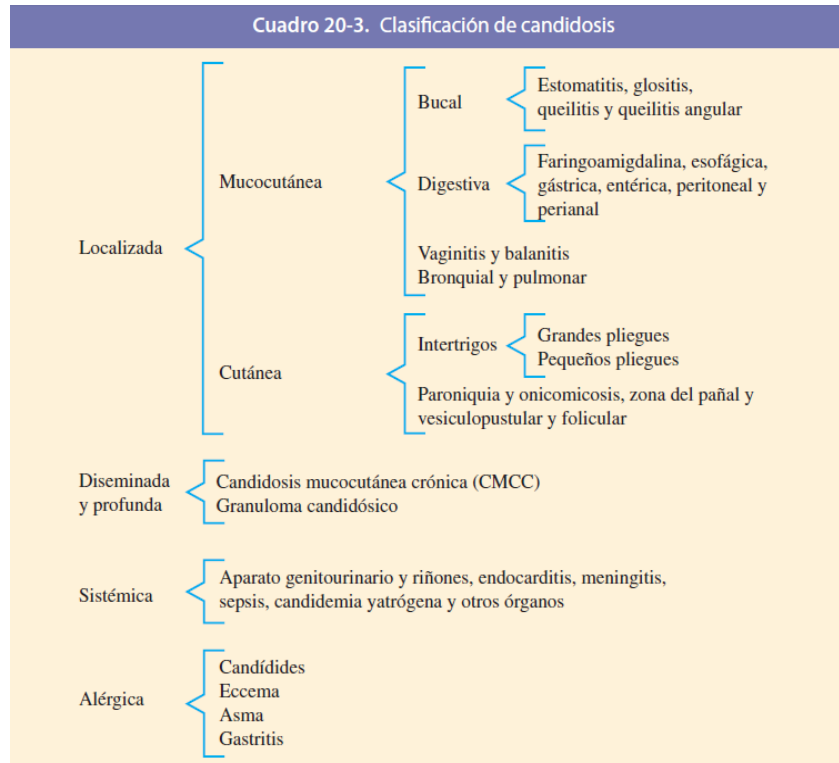 Cuadro 20-3. Clasificación de candidosis
Localizada
Mucocutánea
Bucal
Estomatitis, glositis,
queilitis y queilitis angular
Digestiva
Faringoamigdalina, esofágica,
gástrica, entérica, peritoneal y
perianal
Vaginitis y balanitis
Bronquial y pulmonar
Cutánea
Intertrigos
Grandes pliegues
Pequeños pliegues
Paroniquia y onicomicosis, zona del pañal y
vesiculopustular y folicular
Diseminada
y profunda
Candidosis mucocutánea crónica (CMCC)
Granuloma candidósico
Sistémica
Aparato genitourinario y riñones, endocarditis, meningitis,
sepsis, candidemia yatrógena y otros órganos
Alérgica
Candídides
Eccema
Asma
Gastritis